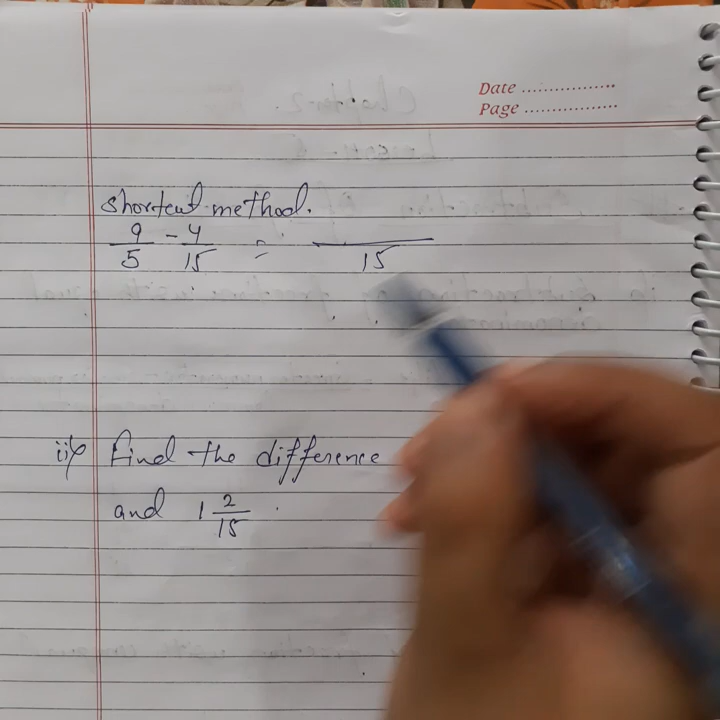 Date ................
Page ................
shortcut method.
9/5 - 4/15 = /15
ii) Find the difference
and 1 2/15.